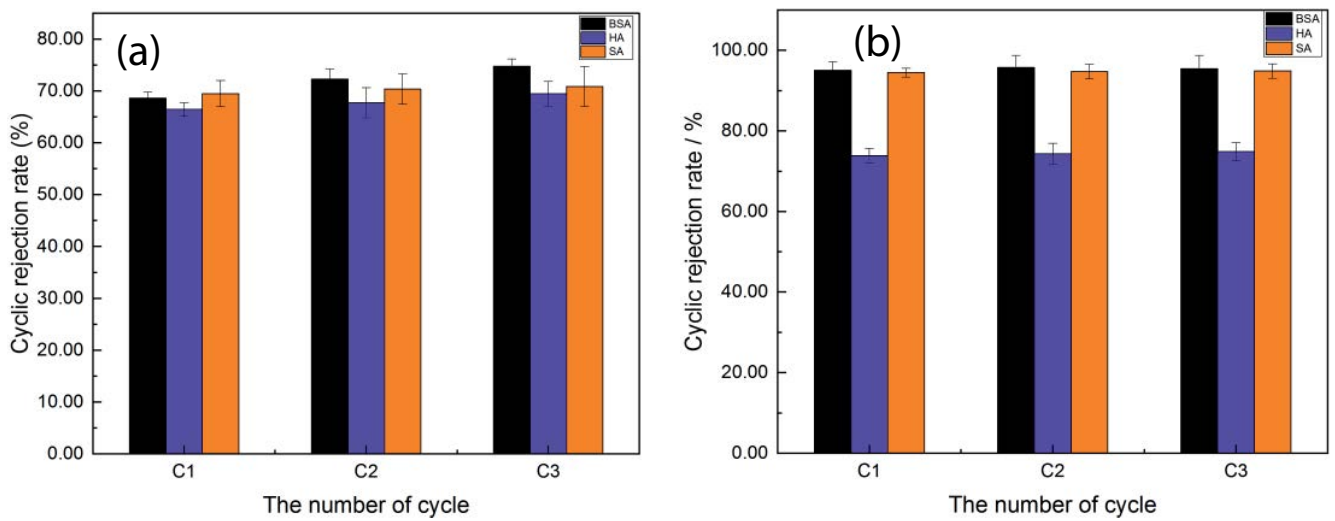 (a)
BSA
HA
SA
80.00
70.00
60.00
50.00
40.00
30.00
20.00
10.00
0.00
Cyclic rejection rate (%)
C1
C2
C3
The number of cycle
(b)
BSA
HA
SA
100.00
80.00
60.00
40.00
20.00
0.00
Cyclic rejection rate / %
C1
C2
C3
The number of cycle